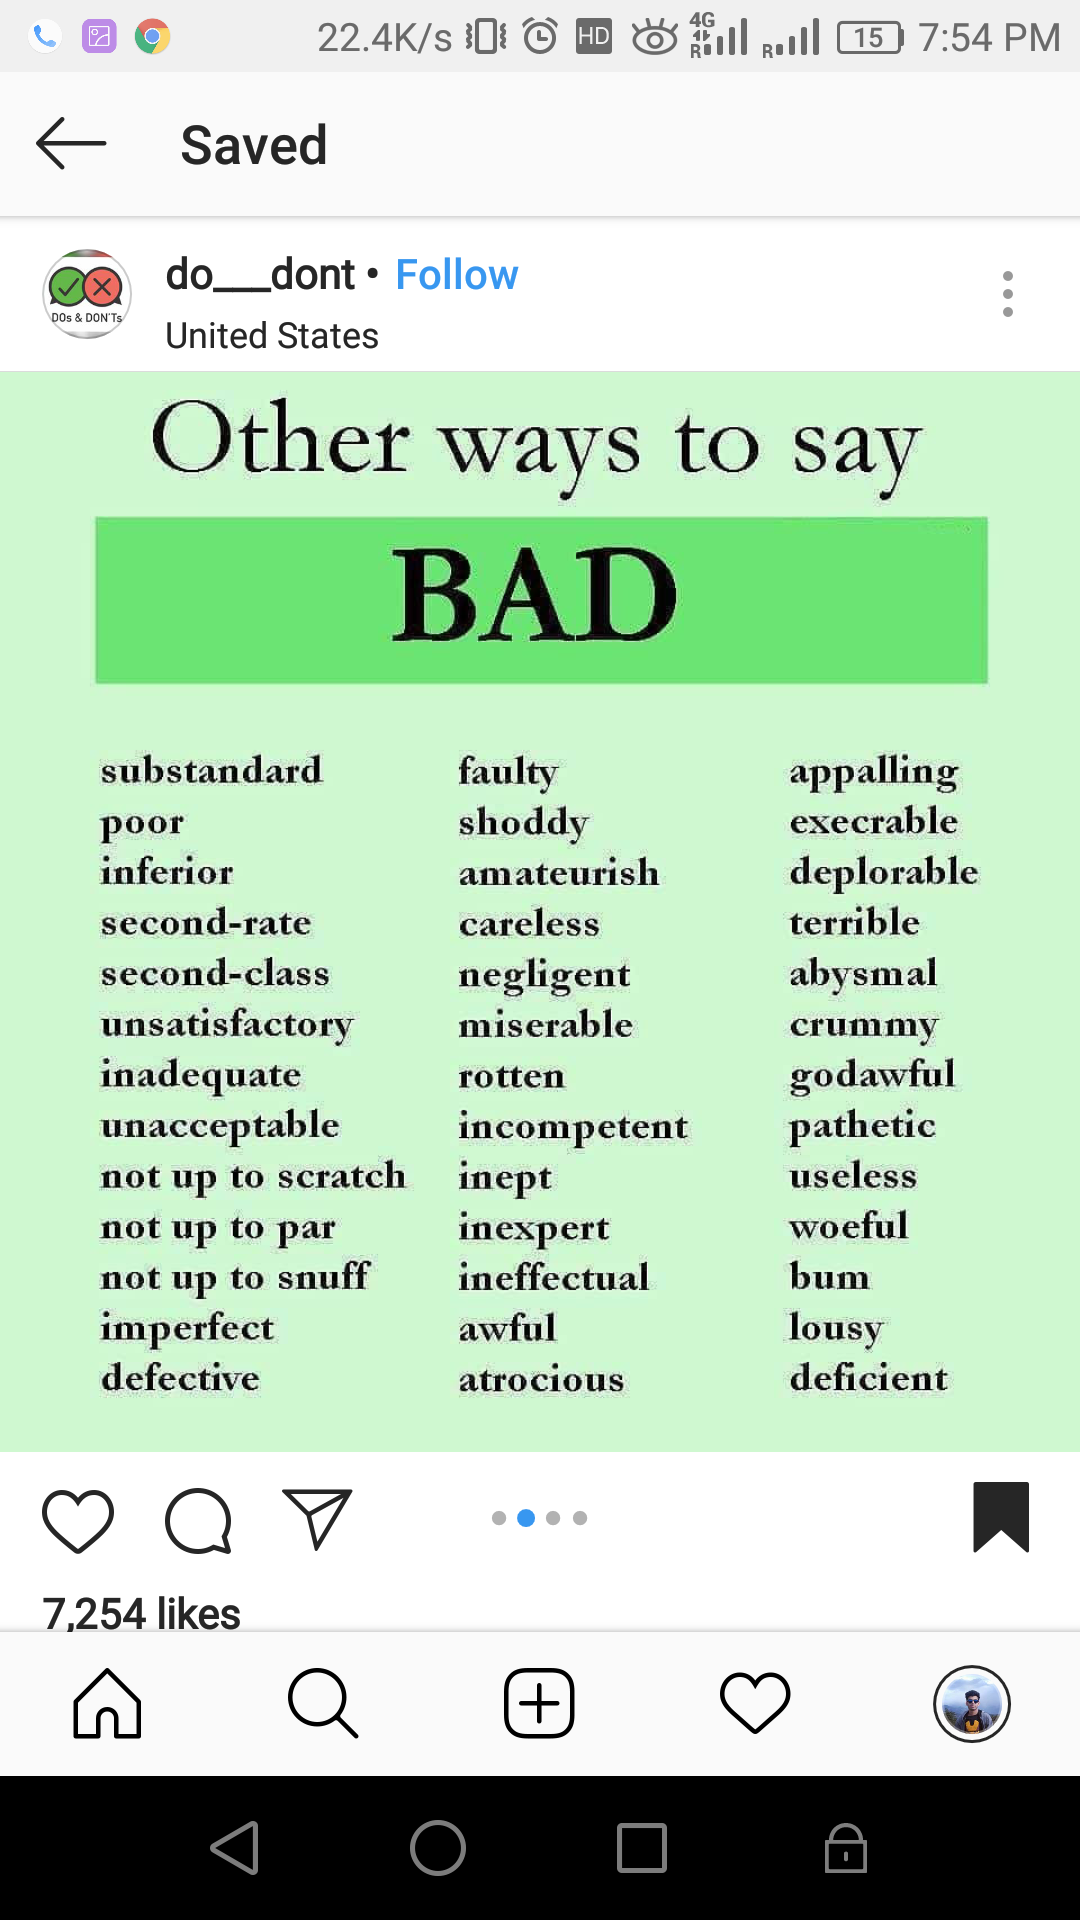 22.4K/s HD 4G R R 15 7:54 PM
Saved
do___dont • Follow
DOs & DON'Ts
United States
Other ways to say
BAD
substandard
poor
inferior
second-rate
second-class
unsatisfactory
inadequate
unacceptable
not up to scratch
not up to par
not up to snuff
imperfect
defective
faulty
shoddy
amateurish
careless
negligent
miserable
rotten
incompetent
inept
inexpert
ineffectual
awful
atrocious
appalling
execrable
deplorable
terrible
abysmal
crummy
godawful
pathetic
useless
woeful
bum
lousy
deficient
7,254 likes